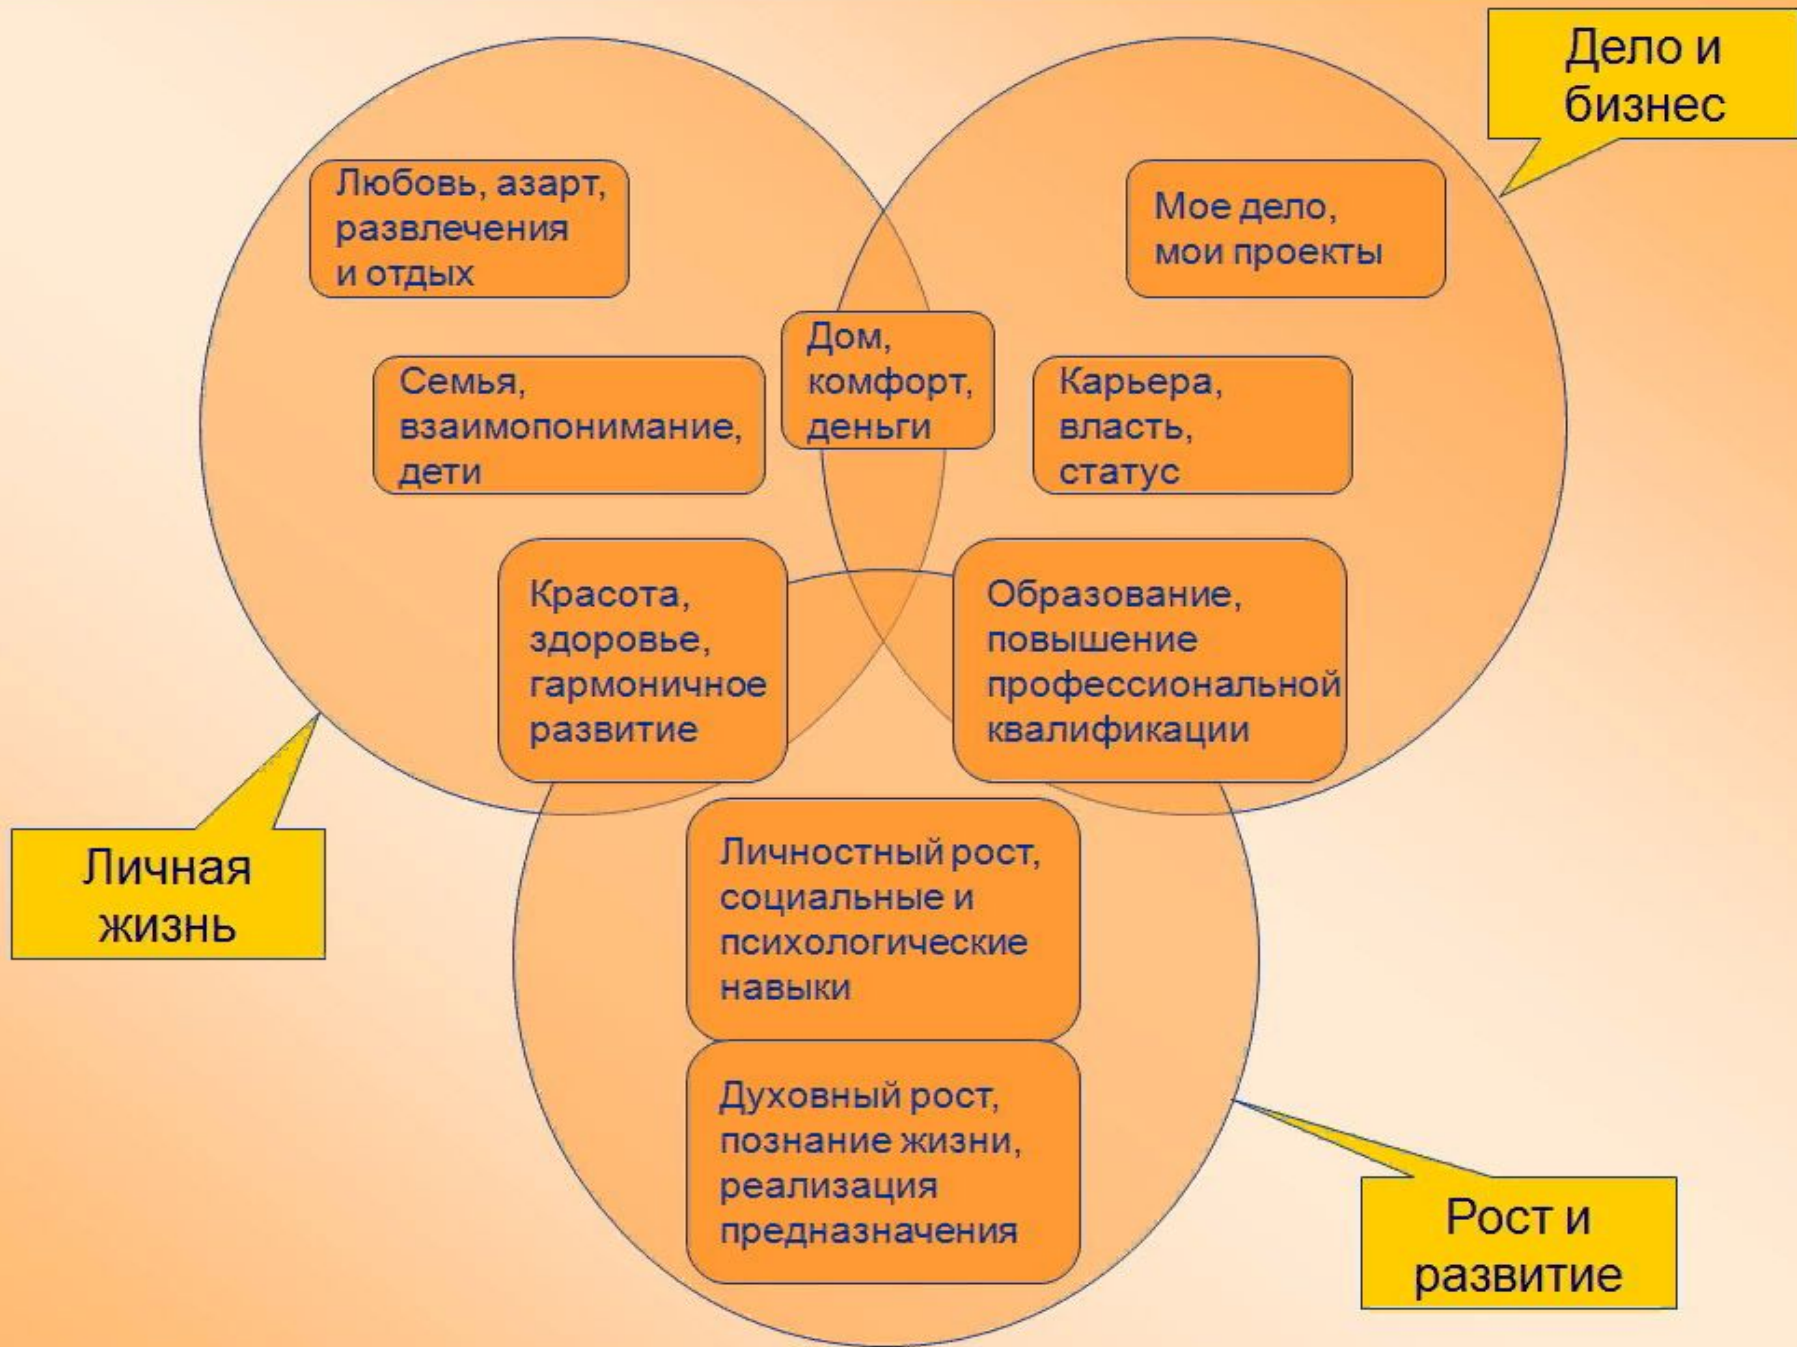 Дело и
бизнес
Любовь, азарт,
развлечения
и отдых
Мое дело,
мои проекты
Дом,
комфорт,
деньги
Семья,
взаимопонимание,
дети
Карьера,
власть,
статус
Красота,
здоровье,
гармоничное
развитие
Образование,
повышение
профессиональной
квалификации
Личная
жизнь
Личностный рост,
социальные и
психологические
навыки
Духовный рост,
познание жизни,
реализация
предназначения
Рост и
развитие